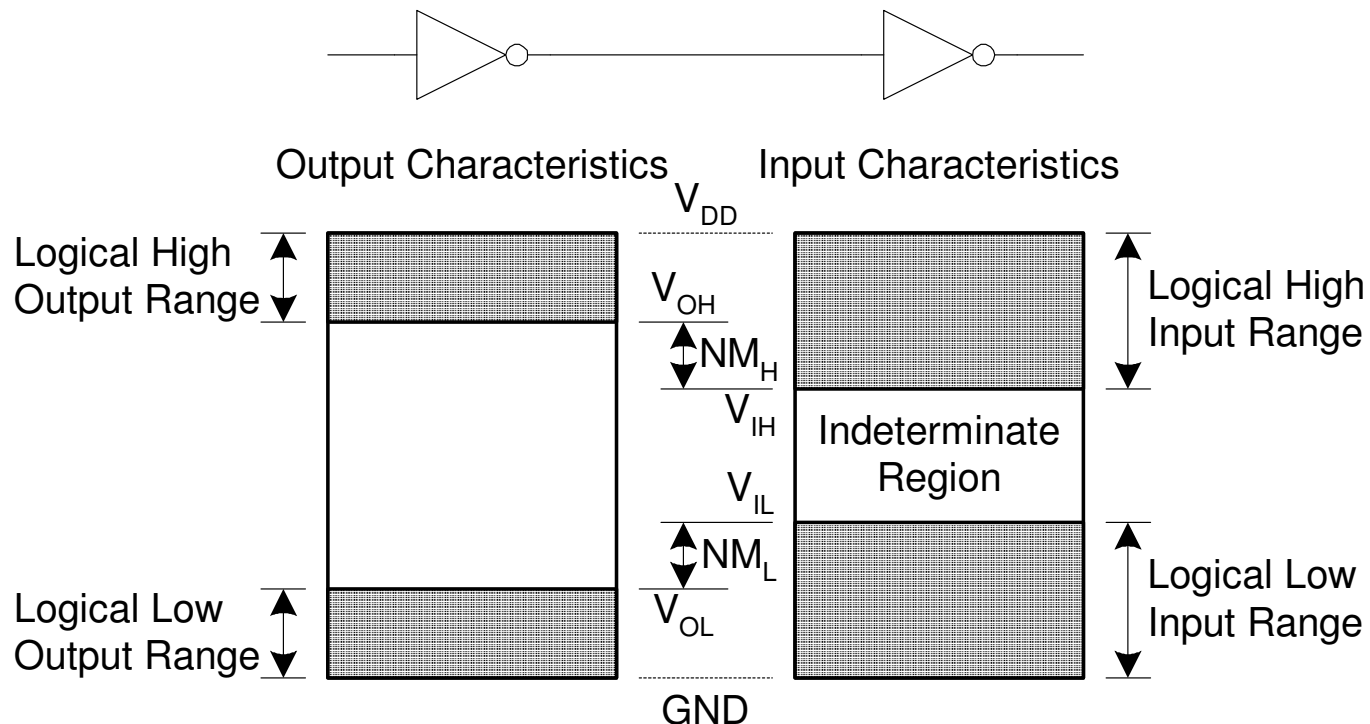 Output Characteristics
Input Characteristics
V_DD
Logical High
Output Range
V_OH
NM_H
V_IH
Logical High
Input Range
Indeterminate
Region
V_IL
NM_L
V_OL
Logical Low
Output Range
Logical Low
Input Range
GND